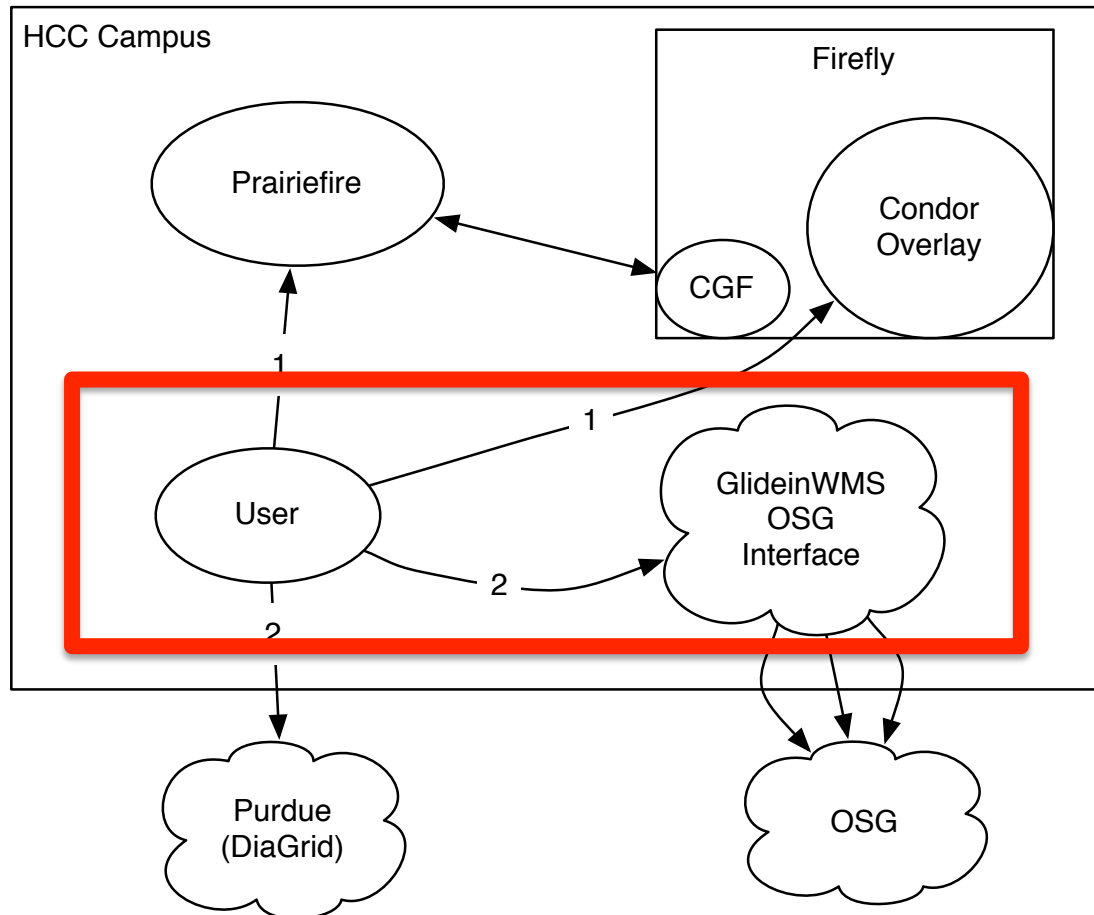 HCC Campus
Firefly
Prairiefire
Condor
Overlay
CGF
1
1
GlideinWMS
OSG
Interface
User
2
2
Purdue
(DiaGrid)
OSG